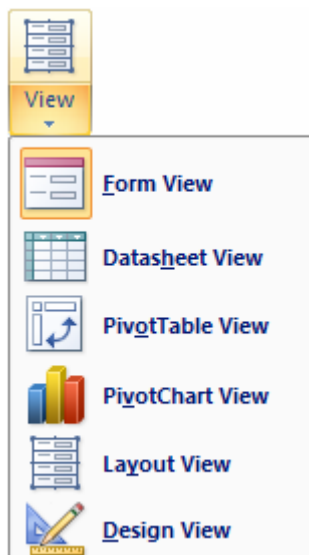 View
Form View
Datasheet View
PivotTable View
PivotChart View
Layout View
Design View